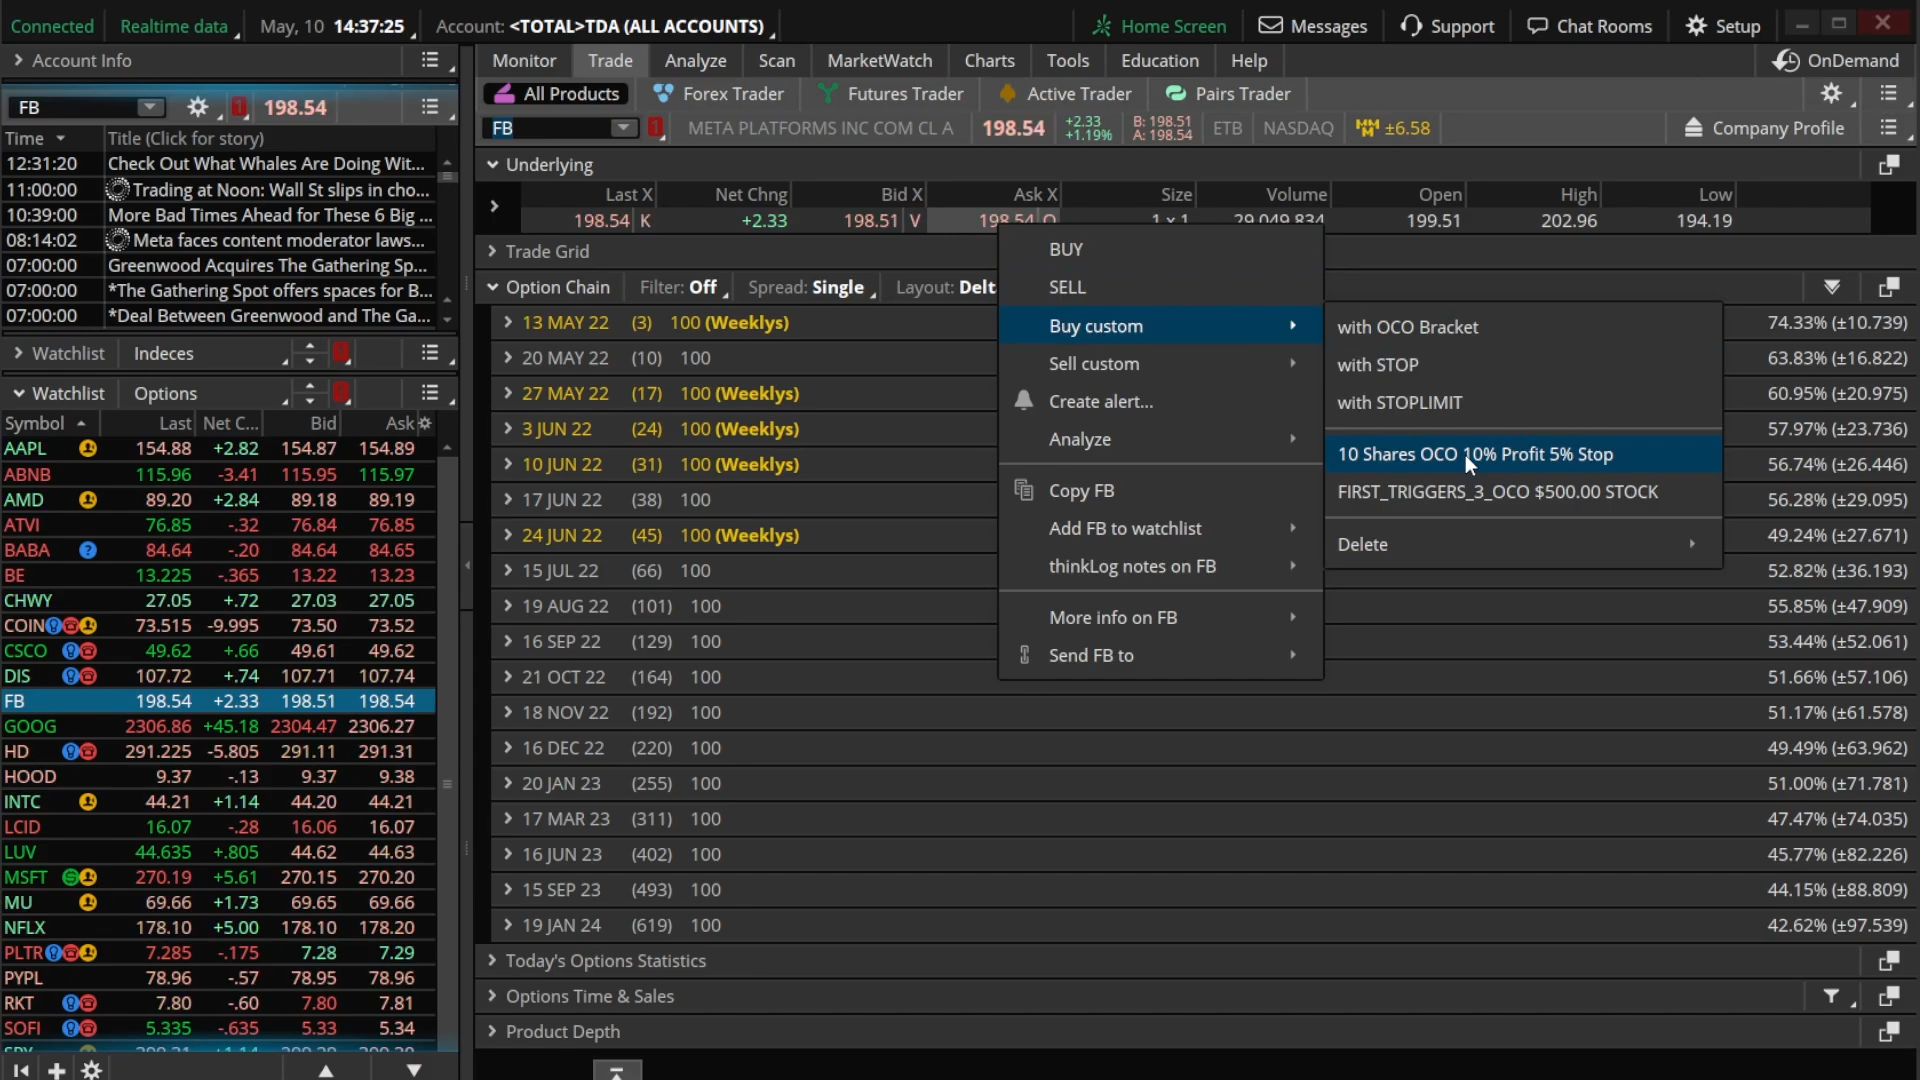 Connected Realtime data May, 10 14:37:25 Account: <TOTAL>TDA (ALL ACCOUNTS) Home Screen Messages Support Chat Rooms Setup
Account Info
Monitor Trade Analyze Scan MarketWatch Charts Tools Education Help OnDemand
All Products Forex Trader Futures Trader Active Trader Pairs Trader
FB 1 198.54
FB 1 META PLATFORMS INC COM CL A 198.54 +2.33 +1.19% B: 198.51 A: 198.54 ETB NASDAQ ±6.58 Company Profile
Time Title (Click for story)
12:31:20 Check Out What Whales Are Doing Wit...
11:00:00 Trading at Noon: Wall St slips in cho...
10:39:00 More Bad Times Ahead for These 6 Big ...
08:14:02 Meta faces content moderator laws...
07:00:00 Greenwood Acquires The Gathering Sp...
07:00:00 *The Gathering Spot offers spaces for B...
07:00:00 *Deal Between Greenwood and The Ga...
Watchlist Indeces
Watchlist Options
Symbol Last Net C... Bid Ask
AAPL 154.88 +2.82 154.87 154.89
ABNB 115.96 -3.41 115.95 115.97
AMD 89.20 +2.84 89.18 89.19
ATVI 76.85 -.32 76.84 76.85
BABA 84.64 -.20 84.64 84.65
BE 13.225 -.365 13.22 13.23
CHWY 27.05 +.72 27.03 27.05
COIN 73.515 -9.995 73.50 73.52
CSCO 49.62 +.66 49.61 49.62
DIS 107.72 +.74 107.71 107.74
FB 198.54 +2.33 198.51 198.54
GOOG 2306.86 +45.18 2304.47 2306.27
HD 291.225 -5.805 291.11 291.31
HOOD 9.37 -.13 9.37 9.38
INTC 44.21 +1.14 44.20 44.21
LCID 16.07 -.28 16.06 16.07
LUV 44.635 +.805 44.62 44.63
MSFT 270.19 +5.61 270.15 270.20
MU 69.66 +1.73 69.65 69.66
NFLX 178.10 +5.00 178.10 178.20
PLTR 7.285 -.175 7.28 7.29
PYPL 78.96 -.57 78.95 78.96
RKT 7.80 -.60 7.80 7.81
SOFI 5.335 -.635 5.33 5.34
Underlying
Last X Net Chng Bid X Ask X Size Volume Open High Low
198.54 K +2.33 198.51 V 198.54 Q 1 x 1 29,049,834 199.51 202.96 194.19
Trade Grid
Option Chain Filter: Off Spread: Single Layout: Delt
13 MAY 22 (3) 100 (Weeklys) 74.33% (±10.739)
20 MAY 22 (10) 100 63.83% (±16.822)
27 MAY 22 (17) 100 (Weeklys) 60.95% (±20.975)
3 JUN 22 (24) 100 (Weeklys) 57.97% (±23.736)
10 JUN 22 (31) 100 (Weeklys) 56.74% (±26.446)
17 JUN 22 (38) 100 56.28% (±29.095)
24 JUN 22 (45) 100 (Weeklys) 49.24% (±27.671)
15 JUL 22 (66) 100 52.82% (±36.193)
19 AUG 22 (101) 100 55.85% (±47.909)
16 SEP 22 (129) 100 53.44% (±52.061)
21 OCT 22 (164) 100 51.66% (±57.106)
18 NOV 22 (192) 100 51.17% (±61.578)
16 DEC 22 (220) 100 49.49% (±63.962)
20 JAN 23 (255) 100 51.00% (±71.781)
17 MAR 23 (311) 100 47.47% (±74.035)
16 JUN 23 (402) 100 45.77% (±82.226)
15 SEP 23 (493) 100 44.15% (±88.809)
19 JAN 24 (619) 100 42.62% (±97.539)
Today's Options Statistics
Options Time & Sales
Product Depth
BUY
SELL
Buy custom
Sell custom
Create alert...
Analyze
Copy FB
Add FB to watchlist
thinkLog notes on FB
More info on FB
Send FB to
with OCO Bracket
with STOP
with STOPLIMIT
10 Shares OCO 10% Profit 5% Stop
FIRST_TRIGGERS_3_OCO $500.00 STOCK
Delete